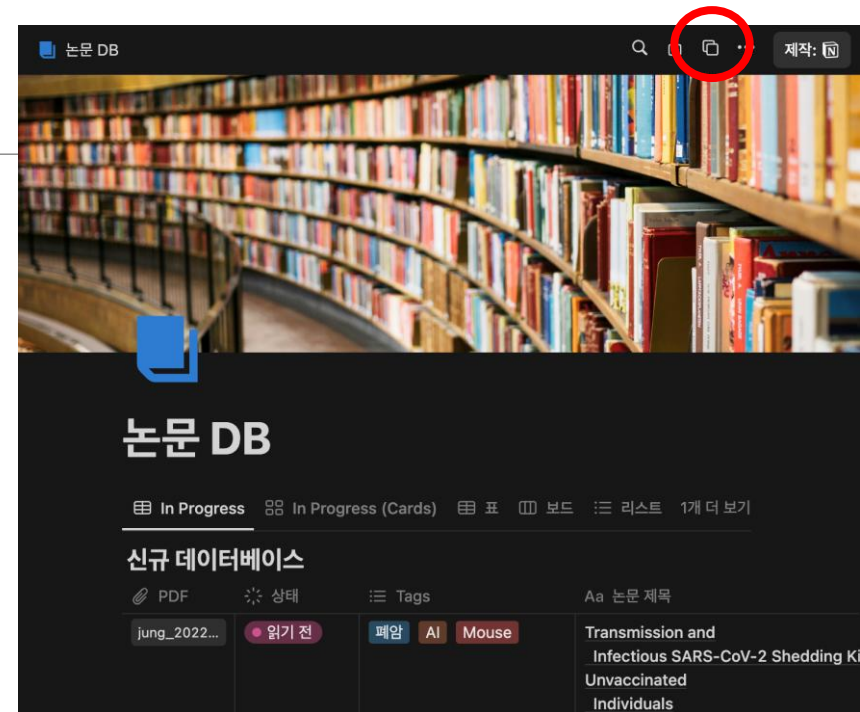 논문 DB
제작:
논문 DB
In Progress In Progress (Cards) 표 보드 리스트 1개 더 보기
신규 데이터베이스
PDF 상태 Tags Aa 논문 제목
jung_2022... 읽기 전 폐암 AI Mouse Transmission and
Infectious SARS-CoV-2 Shedding Ki
Unvaccinated
Individuals